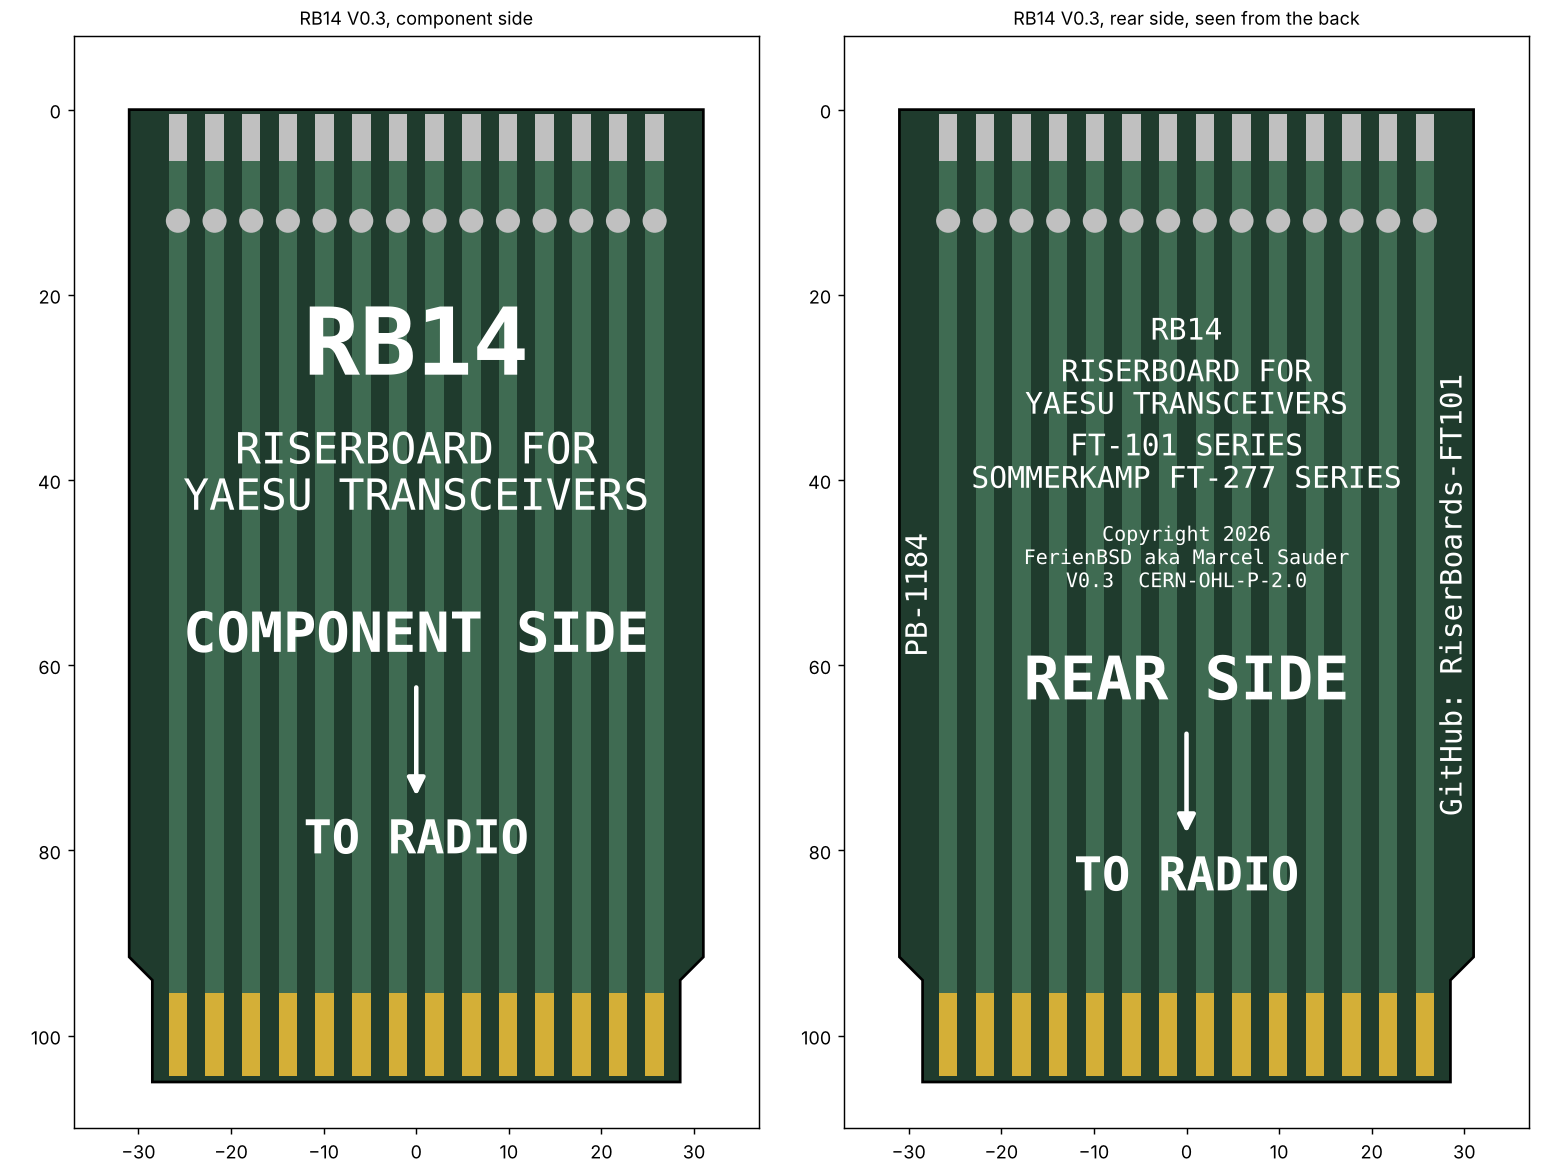 RB14 V0.3, component side
0
20
40
60
80
100
−30
−20
−10
0
10
20
30
RB14
RISERBOARD FOR
YAESU TRANSCEIVERS
COMPONENT SIDE
TO RADIO
RB14 V0.3, rear side, seen from the back
0
20
40
60
80
100
−30
−20
−10
0
10
20
30
RB14
RISERBOARD FOR
YAESU TRANSCEIVERS
FT-101 SERIES
SOMMERKAMP FT-277 SERIES
Copyright 2026
FerienBSD aka Marcel Sauder
V0.3 CERN-OHL-P-2.0
PB-1184
GitHub: RiserBoards-FT101
REAR SIDE
TO RADIO